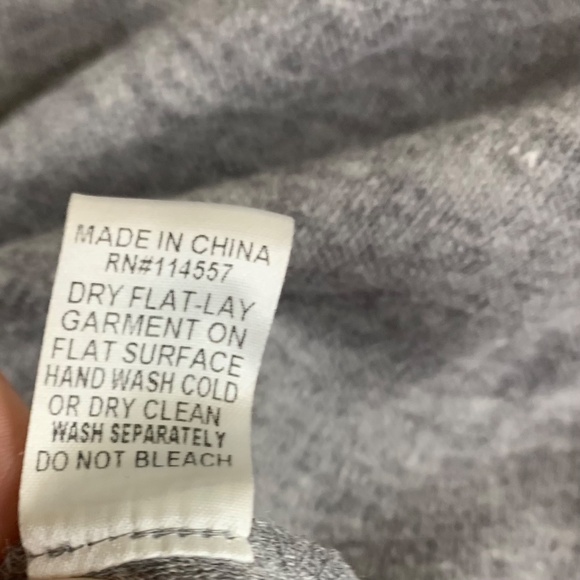 MADE IN CHINA
RN#114557
DRY FLAT-LAY
GARMENT ON
FLAT SURFACE
HAND WASH COLD
OR DRY CLEAN
WASH SEPARATELY
DO NOT BLEACH